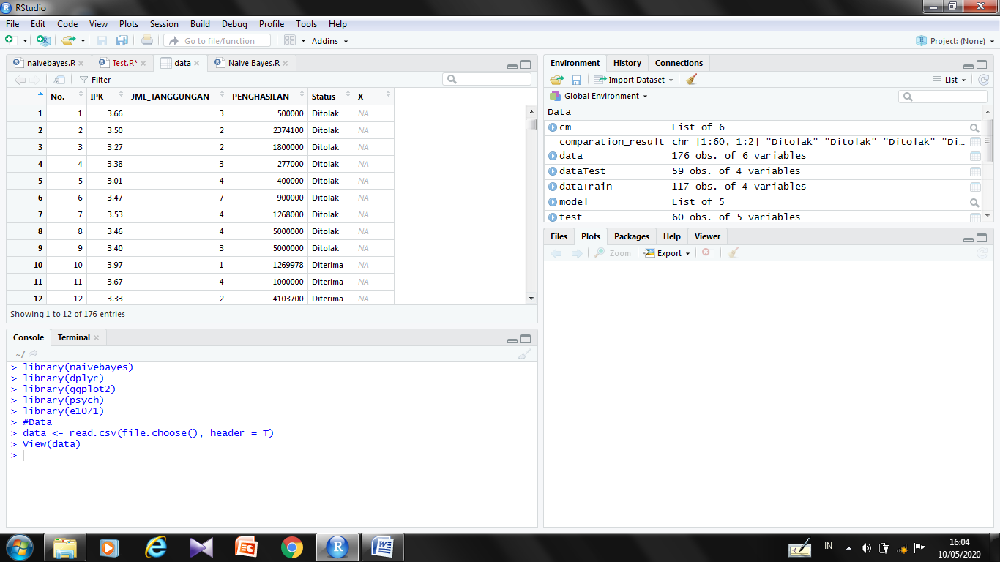 RStudio
File Edit Code View Plots Session Build Debug Profile Tools Help
Go to file/function Addins Project: (None)
naivebayes.R Test.R* data Naive Bayes.R
Filter
No. IPK JML_TANGGUNGAN PENGHASILAN Status X
1 1 3.66 3 500000 Ditolak NA
2 2 3.50 2 2374100 Ditolak NA
3 3 3.27 2 1800000 Ditolak NA
4 4 3.38 3 277000 Ditolak NA
5 5 3.01 4 400000 Ditolak NA
6 6 3.47 7 900000 Ditolak NA
7 7 3.53 4 1268000 Ditolak NA
8 8 3.46 4 5000000 Ditolak NA
9 9 3.40 3 5000000 Ditolak NA
10 10 3.97 1 1269978 Diterima NA
11 11 3.67 4 1000000 Diterima NA
12 12 3.33 2 4103700 Diterima NA
Showing 1 to 12 of 176 entries
Console Terminal
~/
> library(naivebayes)
> library(dplyr)
> library(ggplot2)
> library(psych)
> library(e1071)
> #Data
> data <- read.csv(file.choose(), header = T)
> View(data)
>
Environment History Connections
Import Dataset List
Global Environment
Data
cm List of 6
comparation_result chr [1:60, 1:2] "Ditolak" "Ditolak" "Ditolak" "Di…
data 176 obs. of 6 variables
dataTest 59 obs. of 4 variables
dataTrain 117 obs. of 4 variables
model List of 5
test 60 obs. of 5 variables
Files Plots Packages Help Viewer
Zoom Export
IN 16:04
10/05/2020